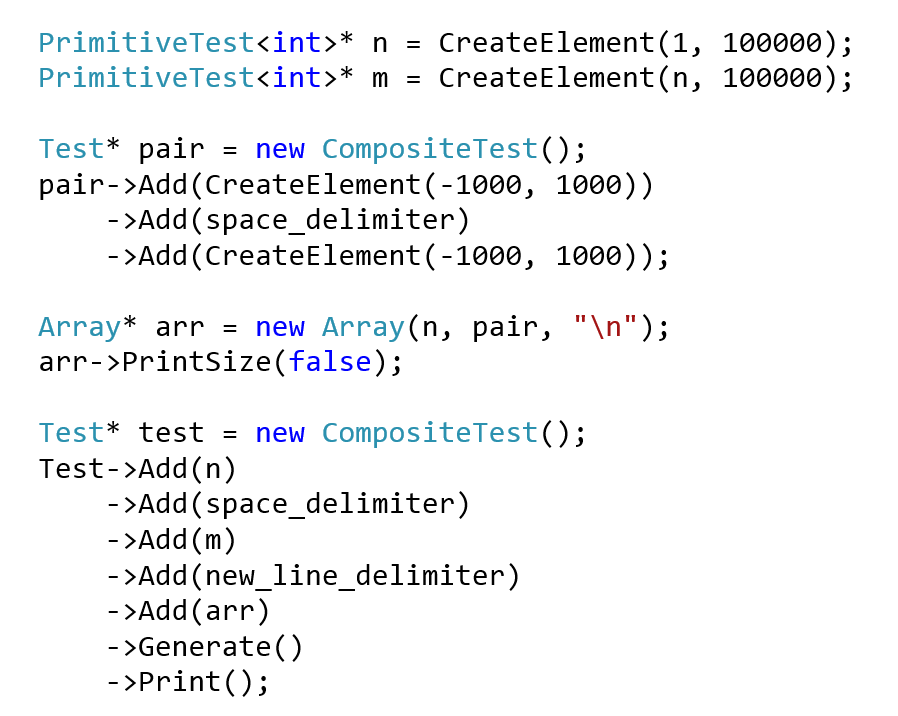 PrimitiveTest<int>* n = CreateElement(1, 100000);
PrimitiveTest<int>* m = CreateElement(n, 100000);

Test* pair = new CompositeTest();
pair->Add(CreateElement(-1000, 1000))
    ->Add(space_delimiter)
    ->Add(CreateElement(-1000, 1000));

Array* arr = new Array(n, pair, "\n");
arr->PrintSize(false);

Test* test = new CompositeTest();
Test->Add(n)
    ->Add(space_delimiter)
    ->Add(m)
    ->Add(new_line_delimiter)
    ->Add(arr)
    ->Generate()
    ->Print();